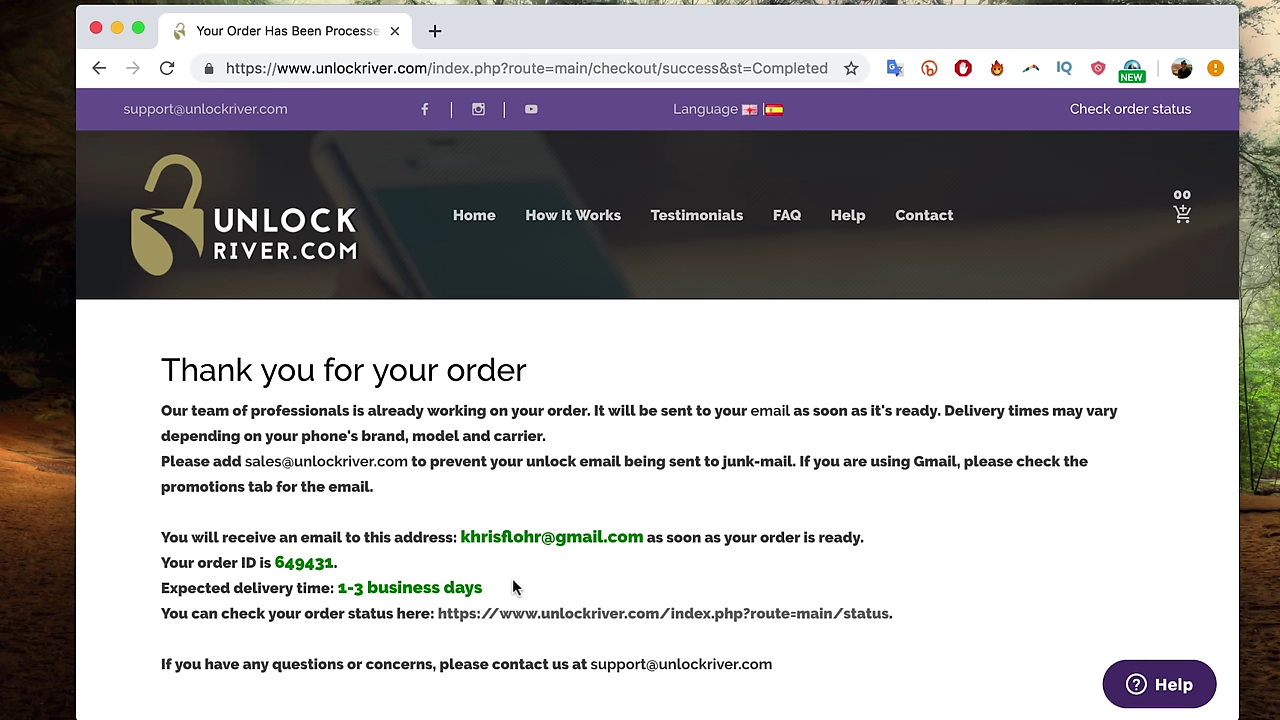 Your Order Has Been Processe
https://www.unlockriver.com/index.php?route=main/checkout/success&st=Completed
IQ
NEW
support@unlockriver.com
Language
Check order status
UNLOCK
RIVER.COM
Home
How It Works
Testimonials
FAQ
Help
Contact
00
Thank you for your order
Our team of professionals is already working on your order. It will be sent to your email as soon as it's ready. Delivery times may vary
depending on your phone's brand, model and carrier.
Please add sales@unlockriver.com to prevent your unlock email being sent to junk-mail. If you are using Gmail, please check the
promotions tab for the email.
You will receive an email to this address: khrisflohr@gmail.com as soon as your order is ready.
Your order ID is 649431.
Expected delivery time: 1-3 business days
You can check your order status here: https://www.unlockriver.com/index.php?route=main/status.
If you have any questions or concerns, please contact us at support@unlockriver.com
Help